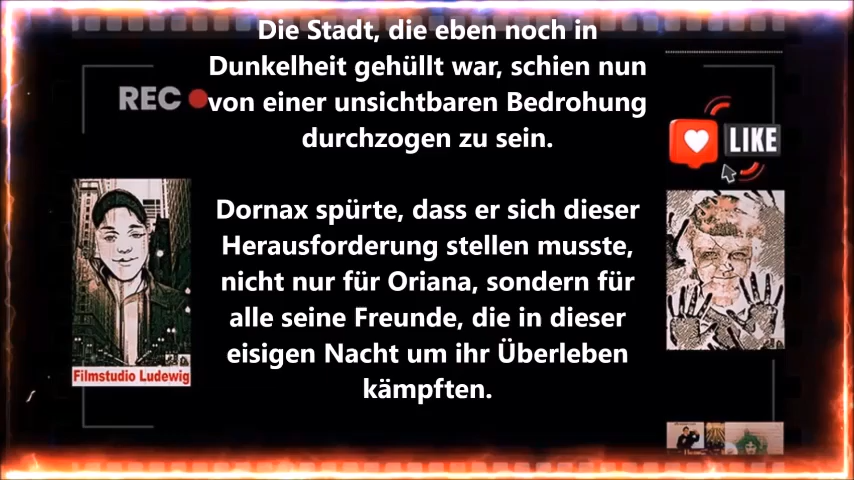 Die Stadt, die eben noch in
Dunkelheit gehüllt war, schien nun
von einer unsichtbaren Bedrohung
durchzogen zu sein.
Dornax spürte, dass er sich dieser
Herausforderung stellen musste,
nicht nur für Oriana, sondern für
alle seine Freunde, die in dieser
eisigen Nacht um ihr Überleben
kämpften.
REC
LIKE
Filmstudio Ludewig